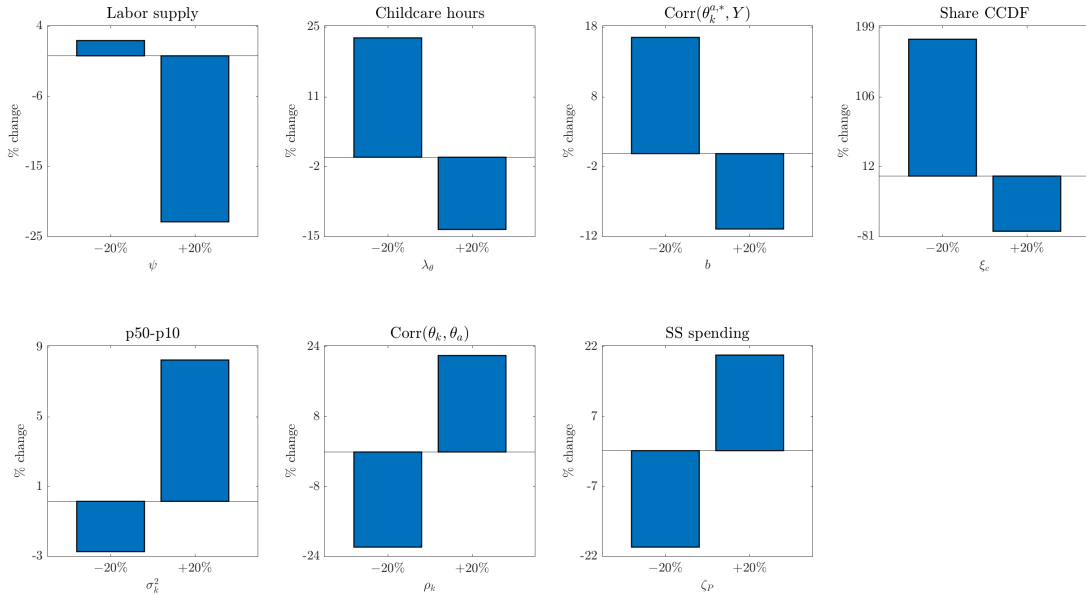 Labor supply
4
-6
-15
-25
% change
−20%
+20%
ψ
Childcare hours
25
11
-2
-15
% change
−20%
+20%
λ_θ
Corr(θ_k^{a,*}, Y)
18
8
-2
-12
% change
−20%
+20%
b
Share CCDF
199
106
12
-81
% change
−20%
+20%
ξ_c
p50-p10
9
5
1
-3
% change
−20%
+20%
σ_k^2
Corr(θ_k, θ_a)
24
8
-8
-24
% change
−20%
+20%
ρ_k
SS spending
22
7
-7
-22
% change
−20%
+20%
ζ_P